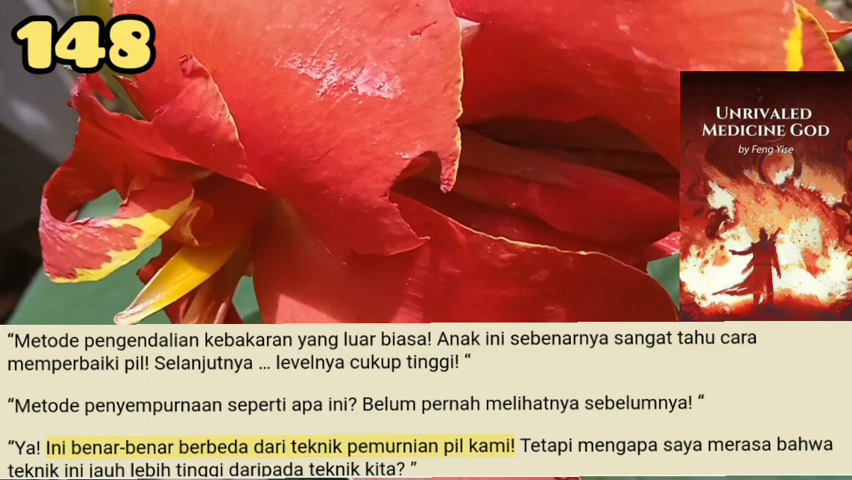 148
UNRIVALED
MEDICINE GOD
by Feng Yise
“Metode pengendalian kebakaran yang luar biasa! Anak ini sebenarnya sangat tahu cara
memperbaiki pil! Selanjutnya ... levelnya cukup tinggi! “
“Metode penyempurnaan seperti apa ini? Belum pernah melihatnya sebelumnya! “
“Ya! Ini benar-benar berbeda dari teknik pemurnian pil kami! Tetapi mengapa saya merasa bahwa
teknik ini jauh lebih tinggi daripada teknik kita? ”